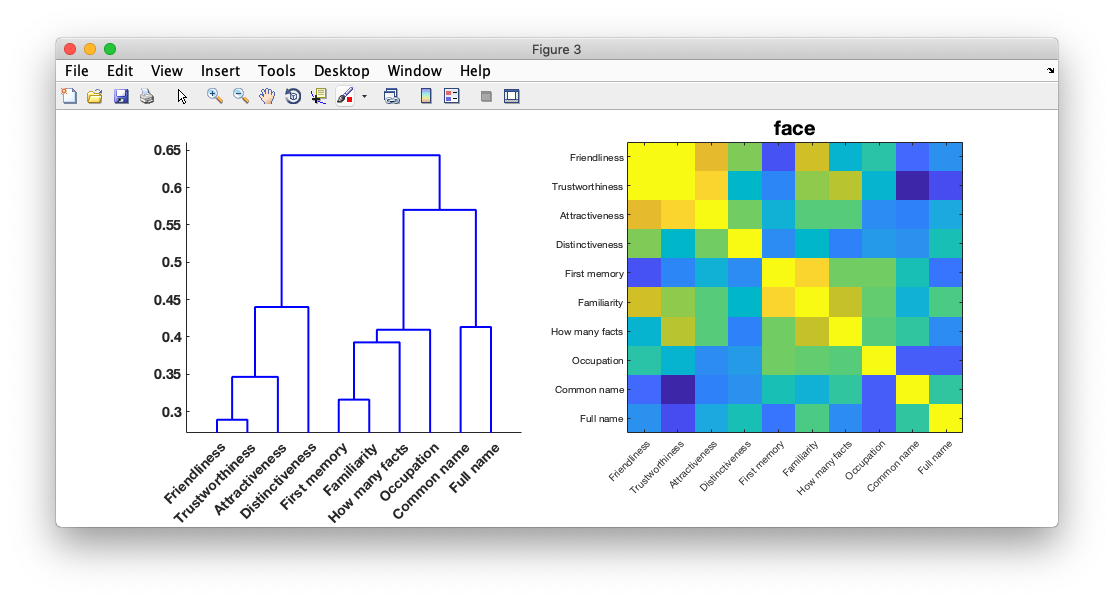 Figure 3
File Edit View Insert Tools Desktop Window Help
0.65
0.6
0.55
0.5
0.45
0.4
0.35
0.3
Friendliness
Trustworthiness
Attractiveness
Distinctiveness
First memory
Familiarity
How many facts
Occupation
Common name
Full name
face
Friendliness
Trustworthiness
Attractiveness
Distinctiveness
First memory
Familiarity
How many facts
Occupation
Common name
Full name
Friendliness
Trustworthiness
Attractiveness
Distinctiveness
First memory
Familiarity
How many facts
Occupation
Common name
Full name